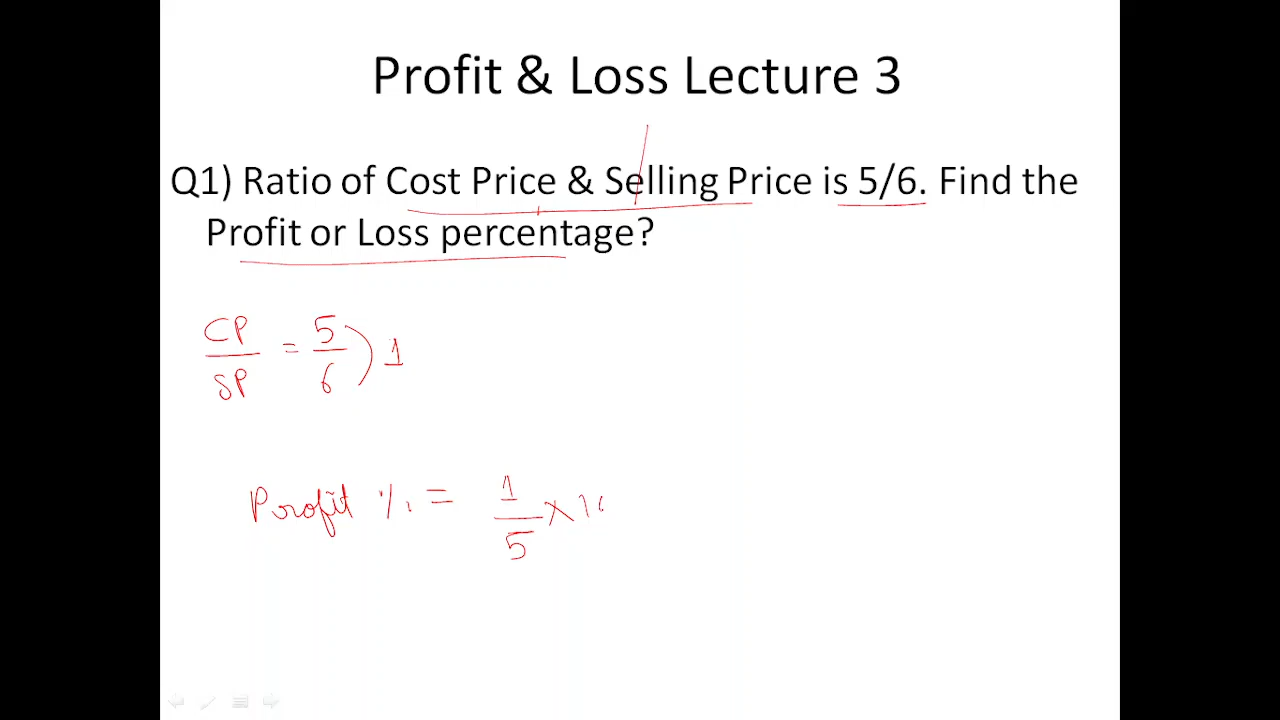 Profit & Loss Lecture 3
Q1) Ratio of Cost Price & Selling Price is 5/6. Find the
Profit or Loss percentage?
CP
SP
= 5
6
) 1
Profit % = 1
5
×